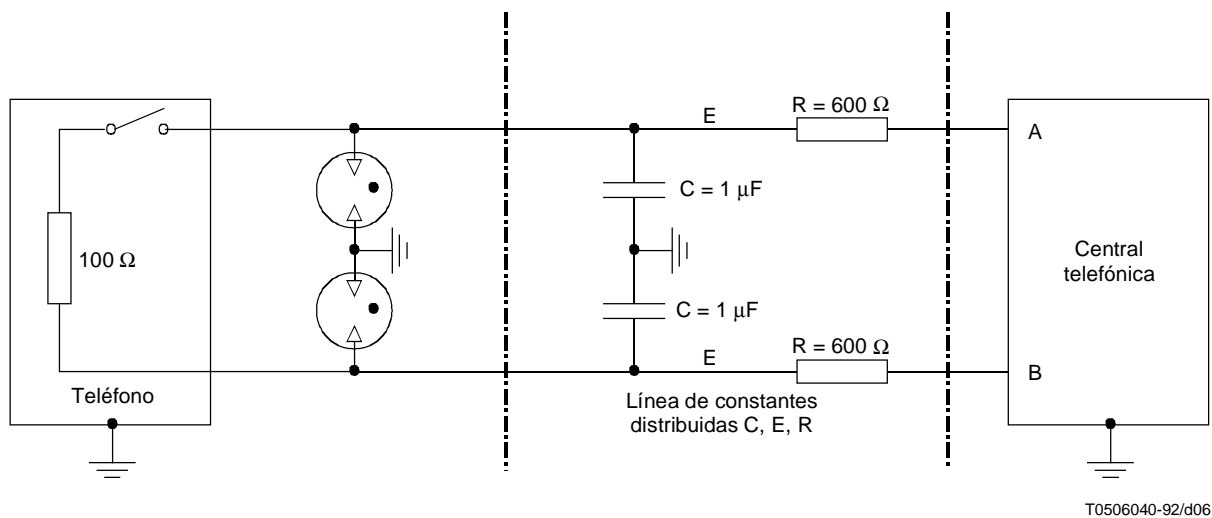 R = 600 Ω
E
A
C = 1 μF
100 Ω
Central
telefónica
C = 1 μF
R = 600 Ω
E
B
Teléfono
Línea de constantes
distribuidas C, E, R
T0506040-92/d06